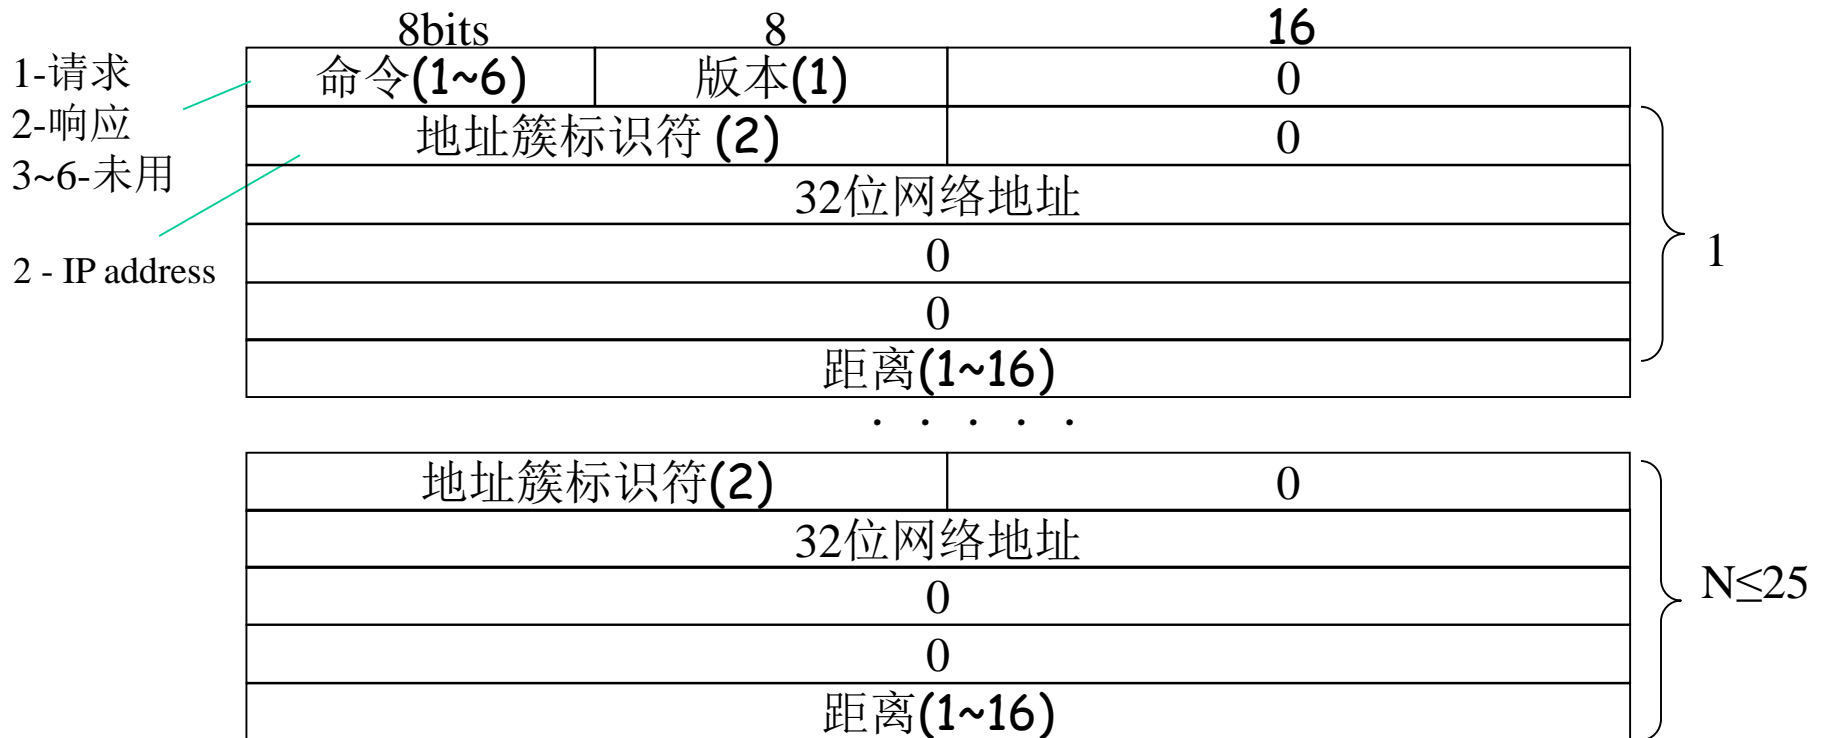 8bits 8 16
1-请求
2-响应
3~6-未用
2 - IP address
命令(1~6) 版本(1) 0
地址簇标识符 (2) 0
32位网络地址
0
0
距离(1~16)
1
. . . . .
地址簇标识符(2) 0
32位网络地址
0
0
距离(1~16)
N≤25